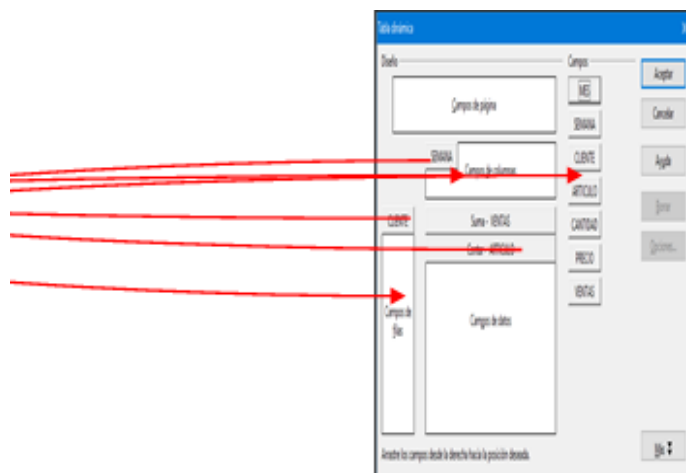 Tabla dinámica
Diseño
Campos
Campos de página
MES
Aceptar
SEMANA
Cancelar
SEMANA
Campos de columnas
CLIENTE
Ayuda
ARTICULO
Borrar
CLIENTE
Suma - VENTAS
CANTIDAD
Opciones...
Contar - ARTICULO
PRECIO
Campos de
filas
Campos de datos
VENTAS
Arrastre los campos desde la derecha hacia la posición deseada.
Más